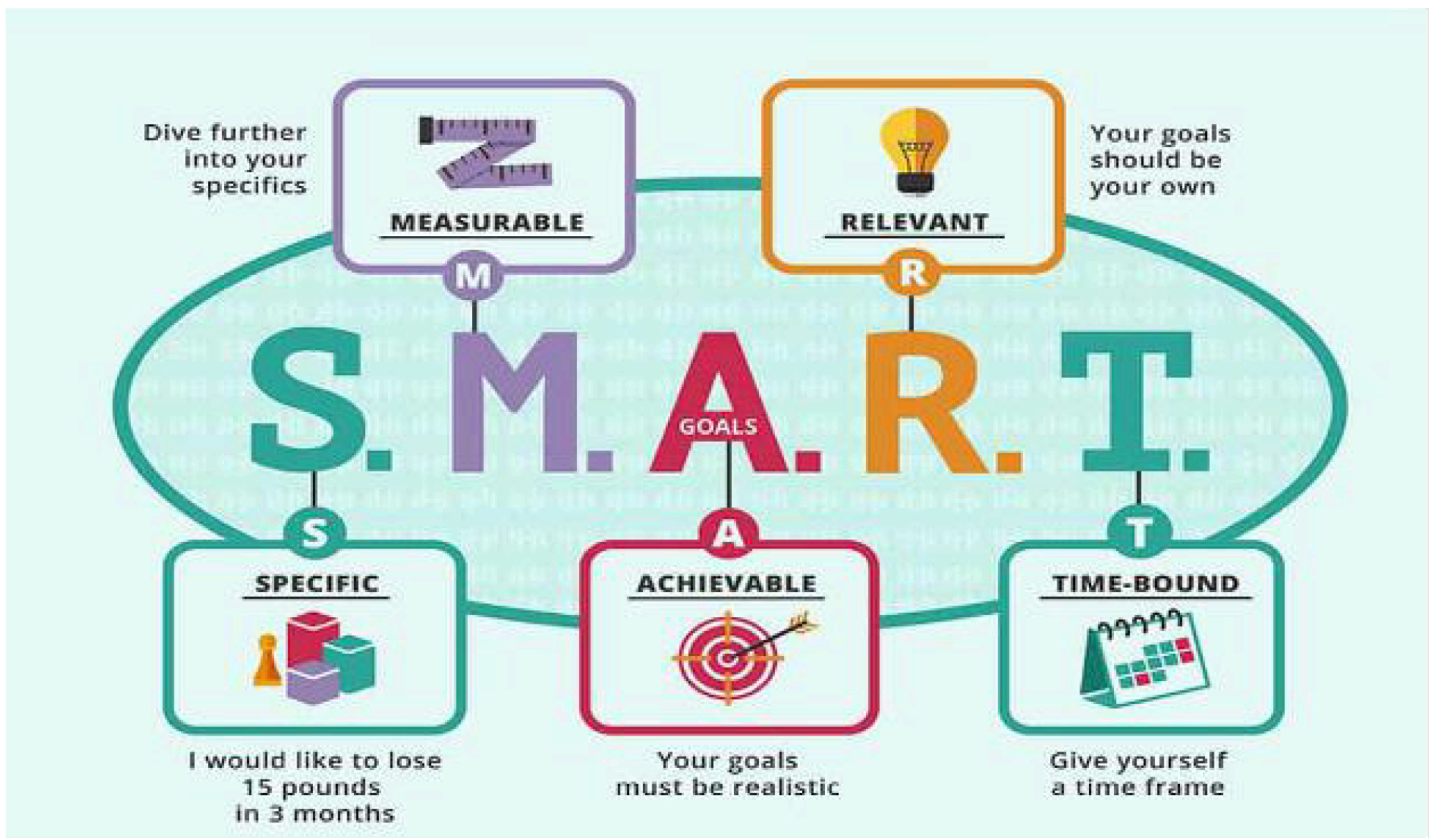 Dive further
into your
specifics
MEASURABLE
M
RELEVANT
R
Your goals
should be
your own
S.M.A.R.T.
GOALS
S
SPECIFIC
I would like to lose
15 pounds
in 3 months
A
ACHIEVABLE
Your goals
must be realistic
T
TIME-BOUND
Give yourself
a time frame